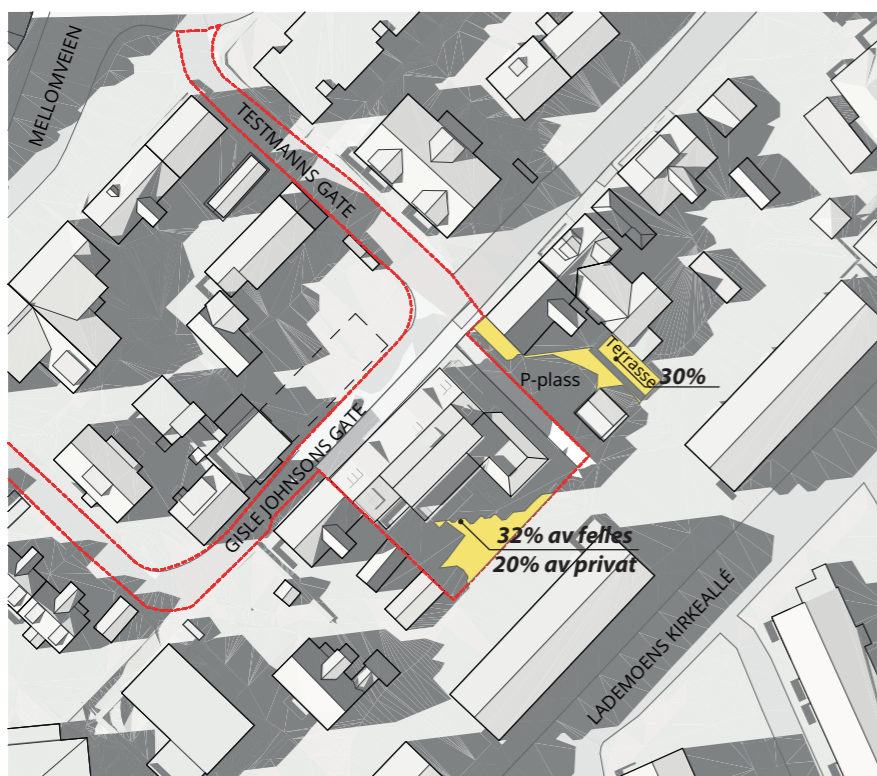 MELLOMVEIEN
TESTMANNS GATE
Terrasse
30%
P-plass
GISLE JOHNSONS GATE
32% av felles
20% av privat
LADEMOENS KIRKEALLÉ